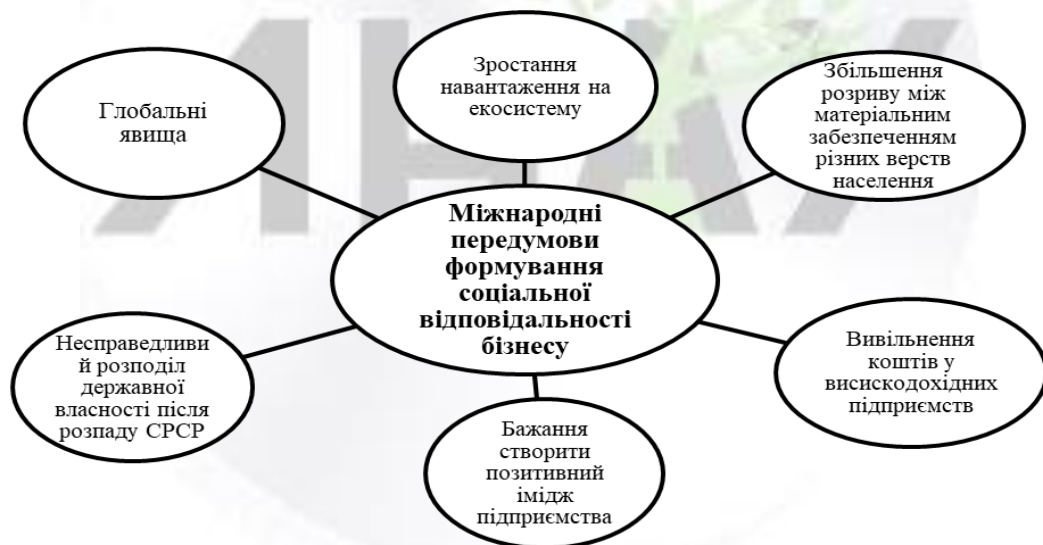 Глобальні
явища
Зростання
навантаження на
екосистему
Збільшення
розриву між
матеріальним
забезпеченням
різних верств
населення
Міжнародні
передумови
формування
соціальної
відповідальності
бізнесу
Несправедливи
й розподіл
державної
власності після
розпаду СРСР
Бажання
створити
позитивний
імідж
підприємства
Вивільнення
коштів у
висискодохідних
підприємств